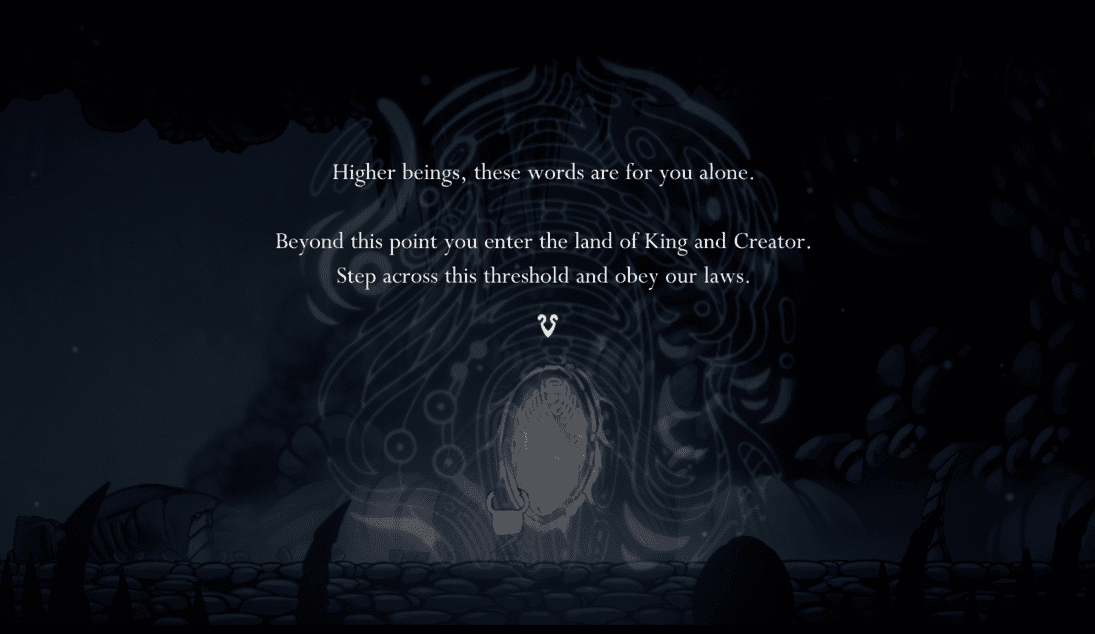 Higher beings, these words are for you alone.
Beyond this point you enter the land of King and Creator.
Step across this threshold and obey our laws.